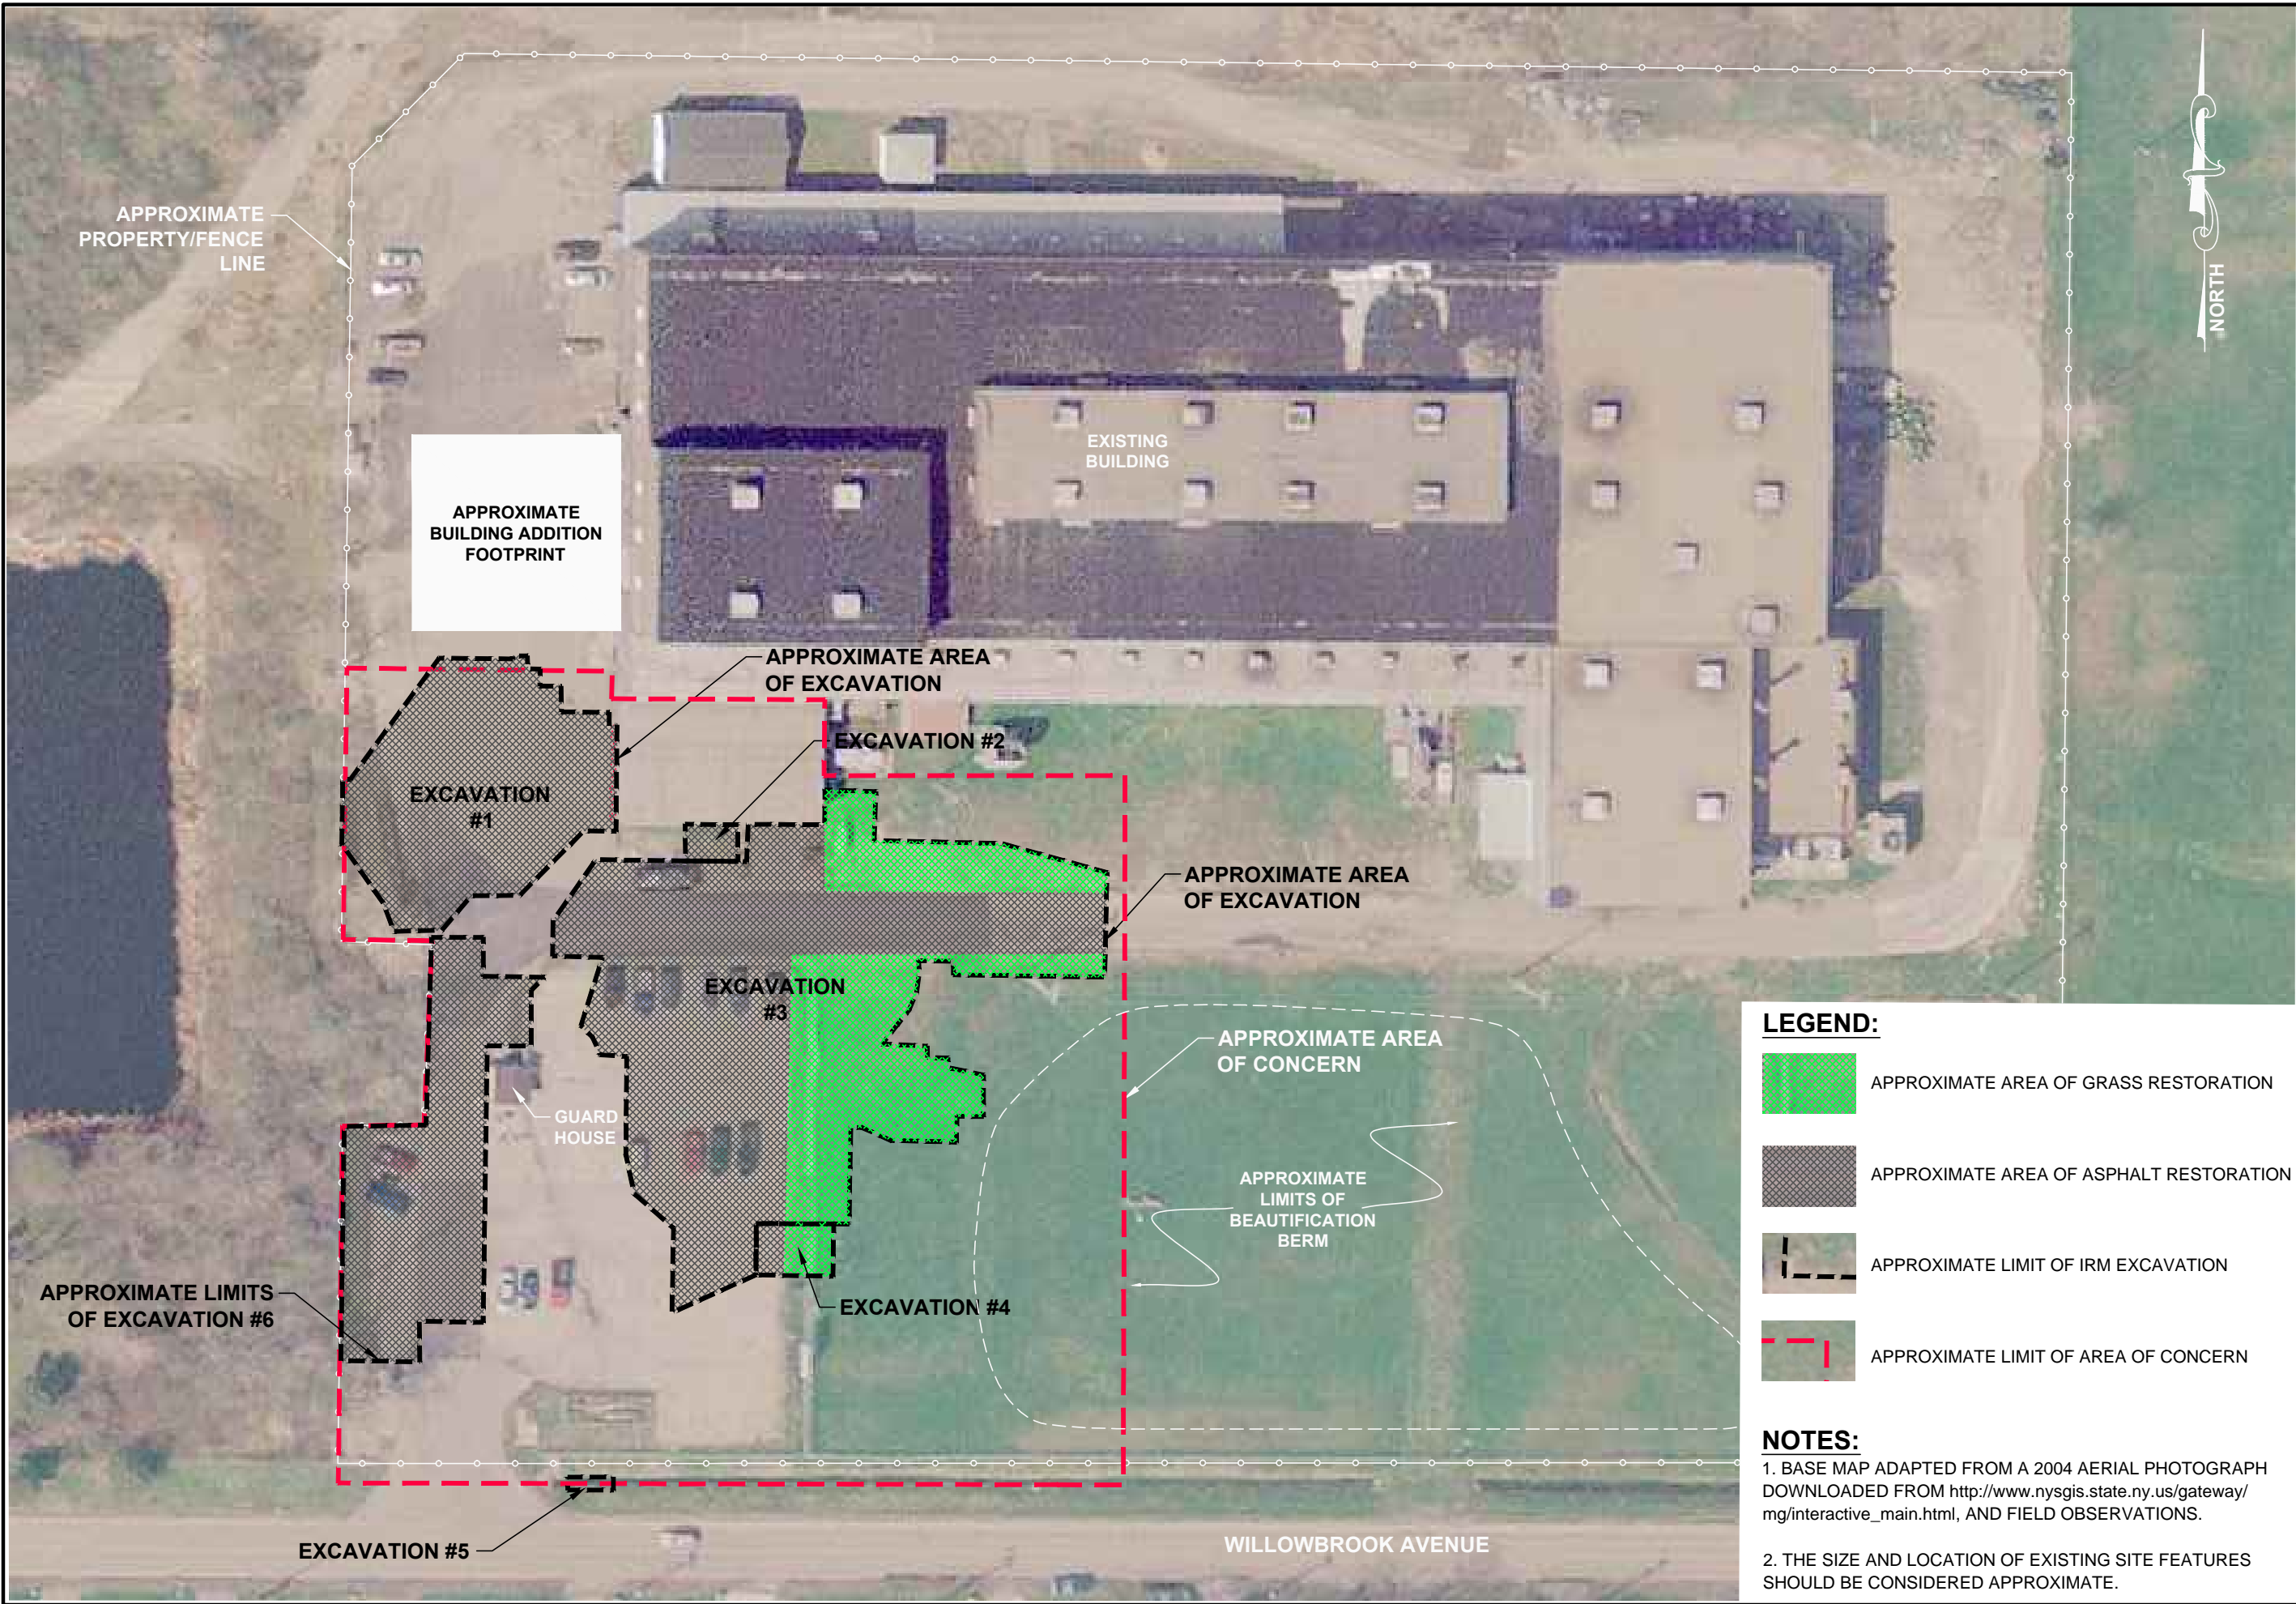 NORTH
APPROXIMATE
PROPERTY/FENCE
LINE
EXISTING
BUILDING
APPROXIMATE
BUILDING ADDITION
FOOTPRINT
APPROXIMATE AREA
OF EXCAVATION
EXCAVATION #2
EXCAVATION
#1
APPROXIMATE AREA
OF EXCAVATION
EXCAVATION
#3
APPROXIMATE AREA
OF CONCERN
GUARD
HOUSE
APPROXIMATE
LIMITS OF
BEAUTIFICATION
BERM
APPROXIMATE LIMITS
OF EXCAVATION #6
EXCAVATION #4
EXCAVATION #5
WILLOWBROOK AVENUE
LEGEND:
APPROXIMATE AREA OF GRASS RESTORATION
APPROXIMATE AREA OF ASPHALT RESTORATION
APPROXIMATE LIMIT OF IRM EXCAVATION
APPROXIMATE LIMIT OF AREA OF CONCERN
NOTES:
1. BASE MAP ADAPTED FROM A 2004 AERIAL PHOTOGRAPH
DOWNLOADED FROM http://www.nysgis.state.ny.us/gateway/
mg/interactive_main.html, AND FIELD OBSERVATIONS.
2. THE SIZE AND LOCATION OF EXISTING SITE FEATURES
SHOULD BE CONSIDERED APPROXIMATE.